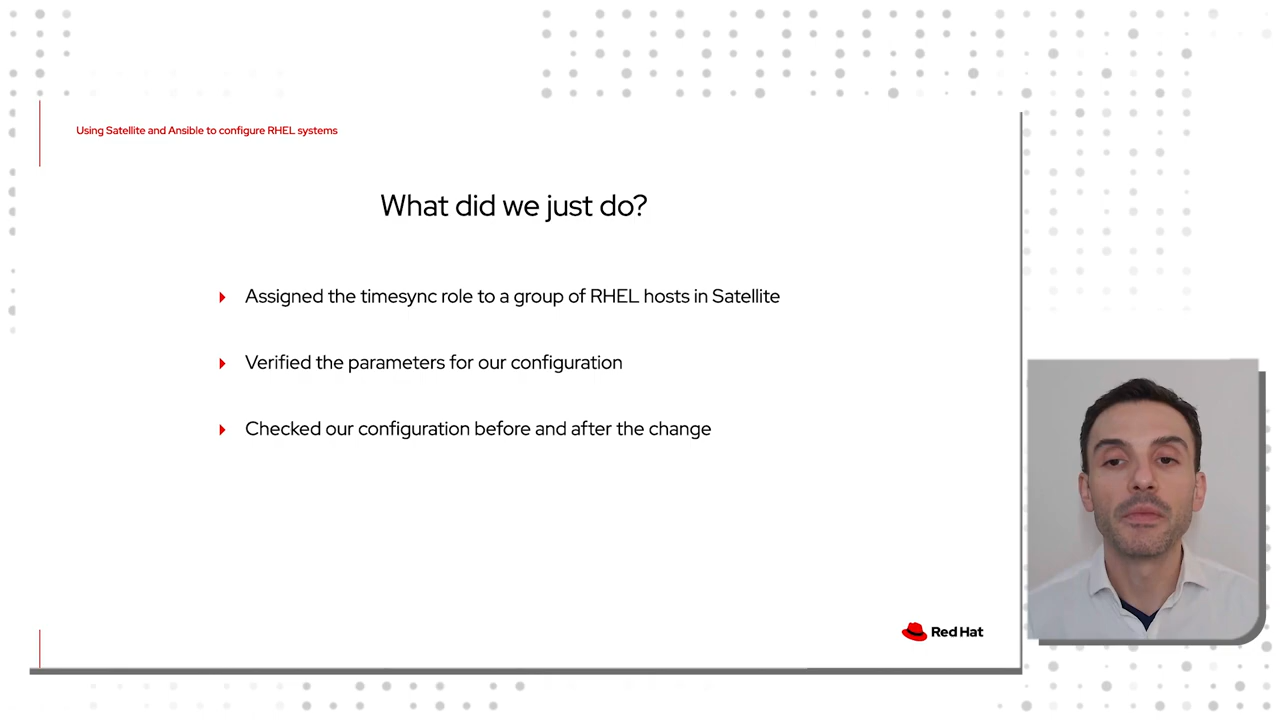 Using Satellite and Ansible to configure RHEL systems
What did we just do?
Assigned the timesync role to a group of RHEL hosts in Satellite
Verified the parameters for our configuration
Checked our configuration before and after the change
Red Hat